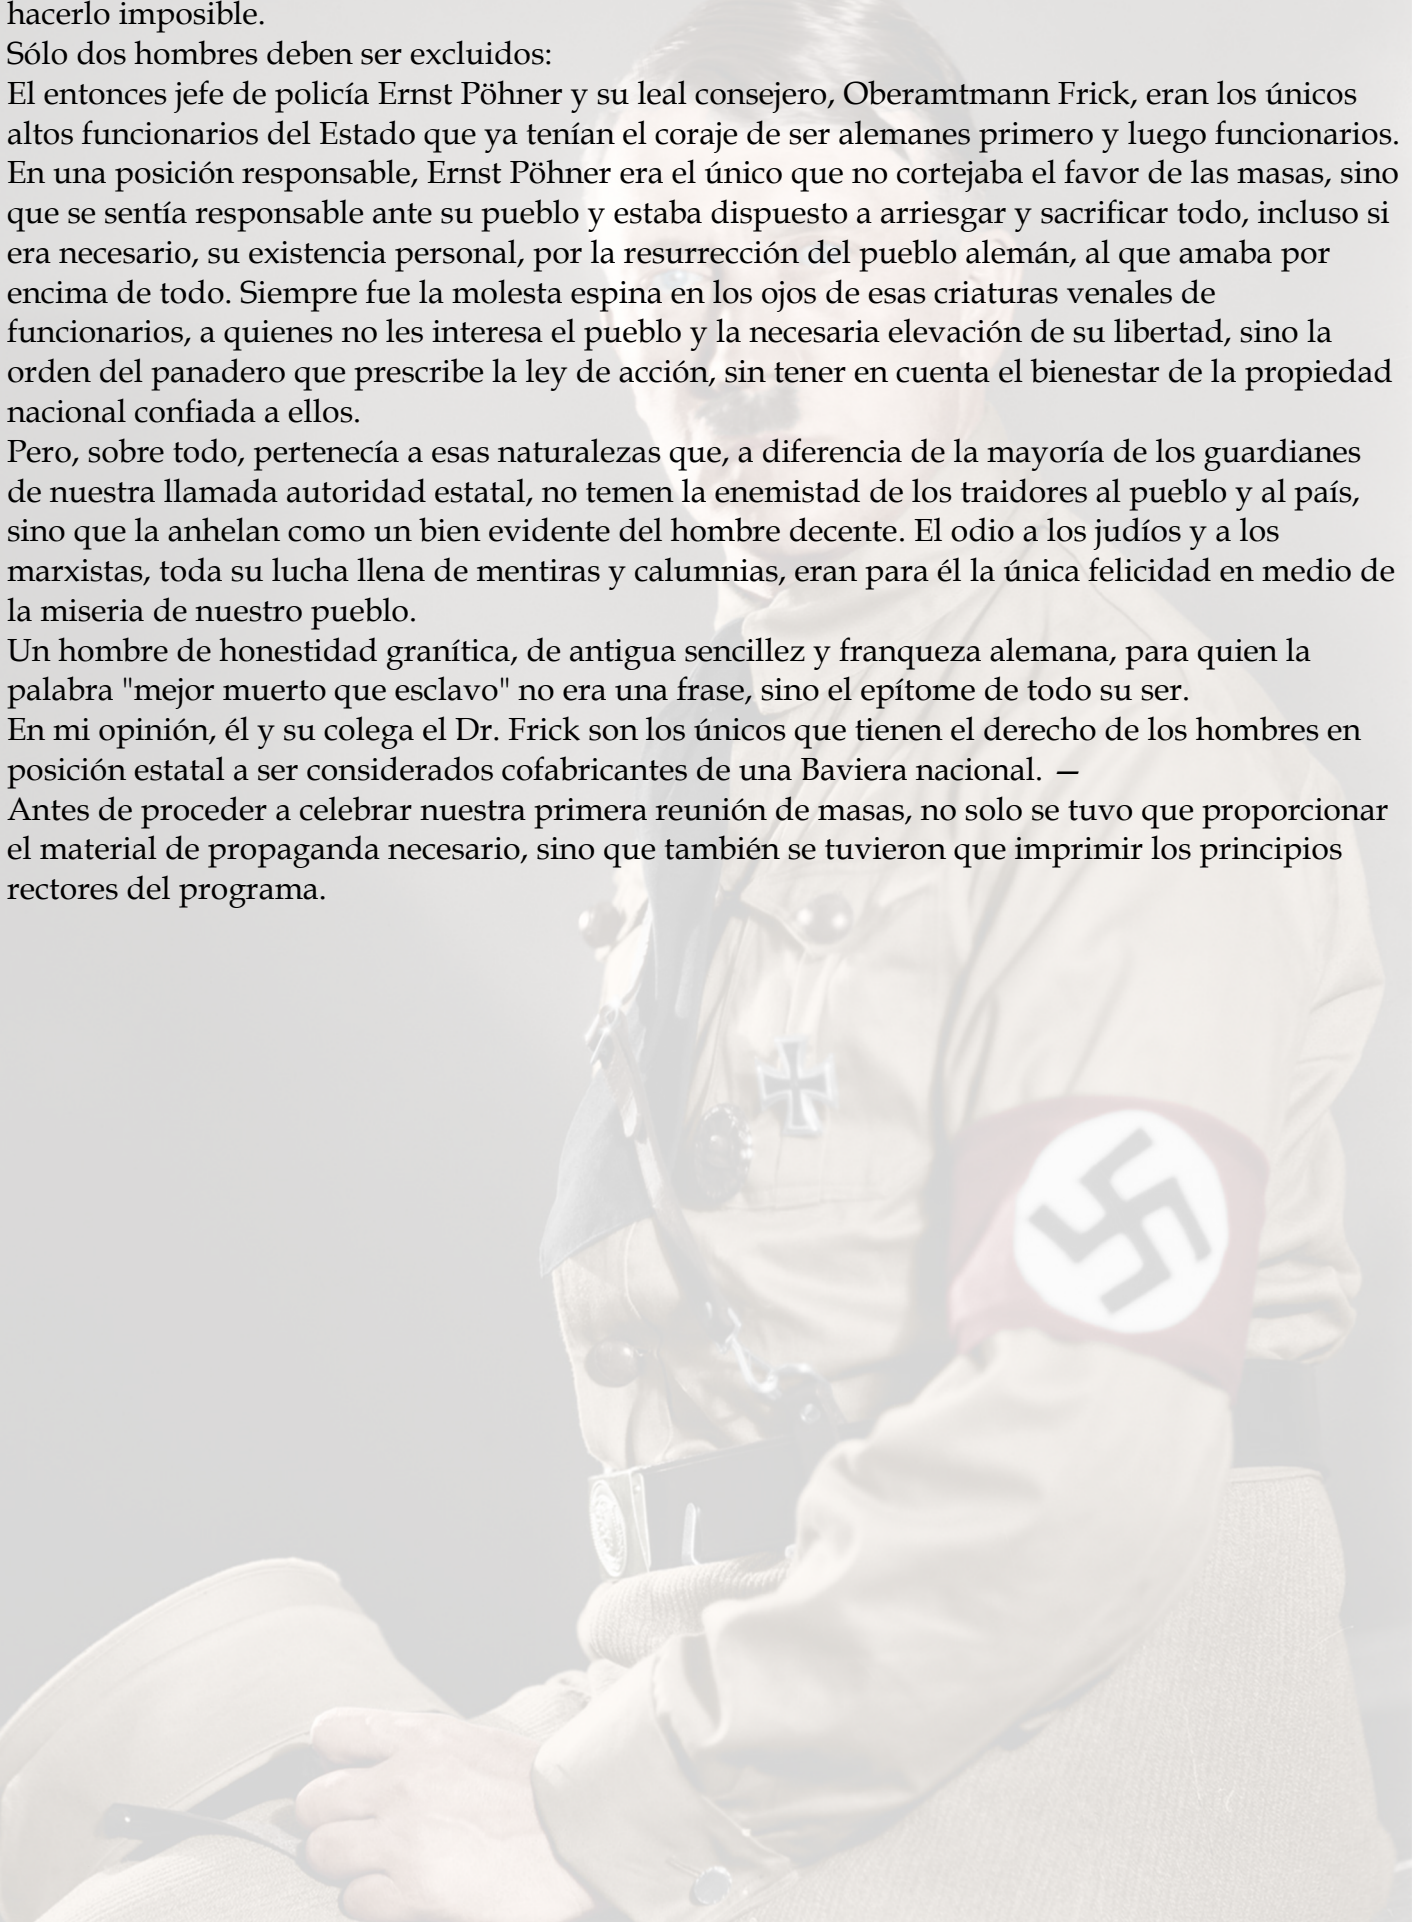 hacerlo imposible.
Sólo dos hombres deben ser excluidos:
El entonces jefe de policía Ernst Pöhner y su leal consejero, Oberamtmann Frick, eran los únicos
altos funcionarios del Estado que ya tenían el coraje de ser alemanes primero y luego funcionarios.
En una posición responsable, Ernst Pöhner era el único que no cortejaba el favor de las masas, sino
que se sentía responsable ante su pueblo y estaba dispuesto a arriesgar y sacrificar todo, incluso si
era necesario, su existencia personal, por la resurrección del pueblo alemán, al que amaba por
encima de todo. Siempre fue la molesta espina en los ojos de esas criaturas venales de
funcionarios, a quienes no les interesa el pueblo y la necesaria elevación de su libertad, sino la
orden del panadero que prescribe la ley de acción, sin tener en cuenta el bienestar de la propiedad
nacional confiada a ellos.
Pero, sobre todo, pertenecía a esas naturalezas que, a diferencia de la mayoría de los guardianes
de nuestra llamada autoridad estatal, no temen la enemistad de los traidores al pueblo y al país,
sino que la anhelan como un bien evidente del hombre decente. El odio a los judíos y a los
marxistas, toda su lucha llena de mentiras y calumnias, eran para él la única felicidad en medio de
la miseria de nuestro pueblo.
Un hombre de honestidad granítica, de antigua sencillez y franqueza alemana, para quien la
palabra "mejor muerto que esclavo" no era una frase, sino el epítome de todo su ser.
En mi opinión, él y su colega el Dr. Frick son los únicos que tienen el derecho de los hombres en
posición estatal a ser considerados cofabricantes de una Baviera nacional. —
Antes de proceder a celebrar nuestra primera reunión de masas, no solo se tuvo que proporcionar
el material de propaganda necesario, sino que también se tuvieron que imprimir los principios
rectores del programa.